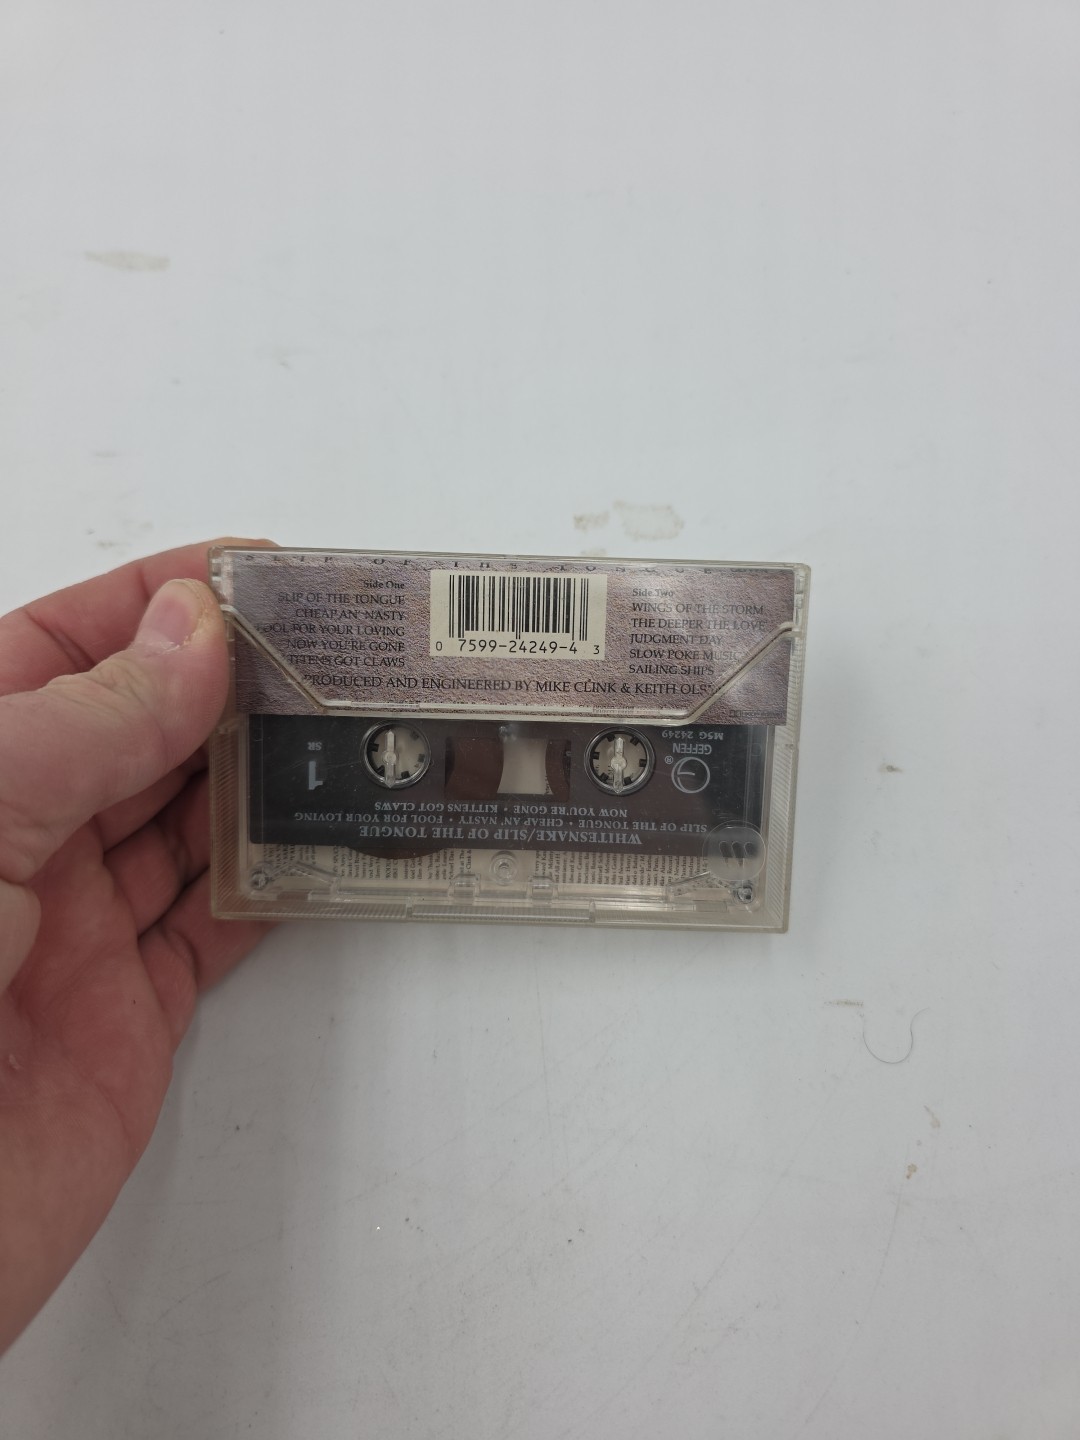 SLIP OF THE TONGUE
Side One
SLIP OF THE TONGUE
CHEAP AN' NASTY
FOOL FOR YOUR LOVING
NOW YOU'RE GONE
KITTENS GOT CLAWS
0 7599-24249-4 3
Side Two
WINGS OF THE STORM
THE DEEPER THE LOVE
JUDGMENT DAY
SLOW POKE MUSIC
SAILING SHIPS
PRODUCED AND ENGINEERED BY MIKE CLINK & KEITH OLSEN
WHITESNAKE/SLIP OF THE TONGUE
SLIP OF THE TONGUE • CHEAP AN' NASTY • FOOL FOR YOUR LOVING
NOW YOU'RE GONE • KITTENS GOT CLAWS
GEFFEN ®
M5G 24249
1
SR